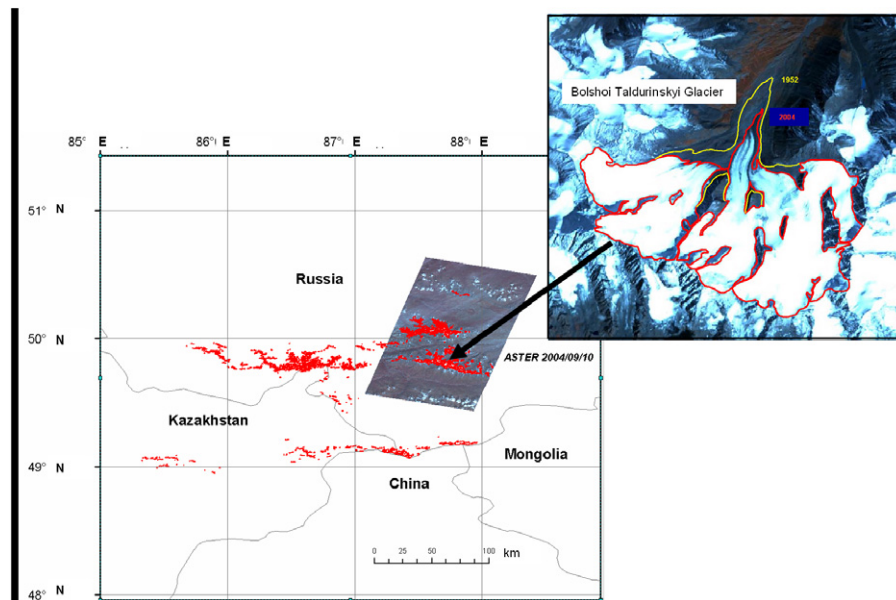 1952
Bolshoi Taldurinskyi Glacier
2004
85° E
86° E
87° E
88° E
51° N
Russia
50° N
ASTER 2004/09/10
Kazakhstan
Mongolia
49° N
China
0 25 50 100 km
48° N